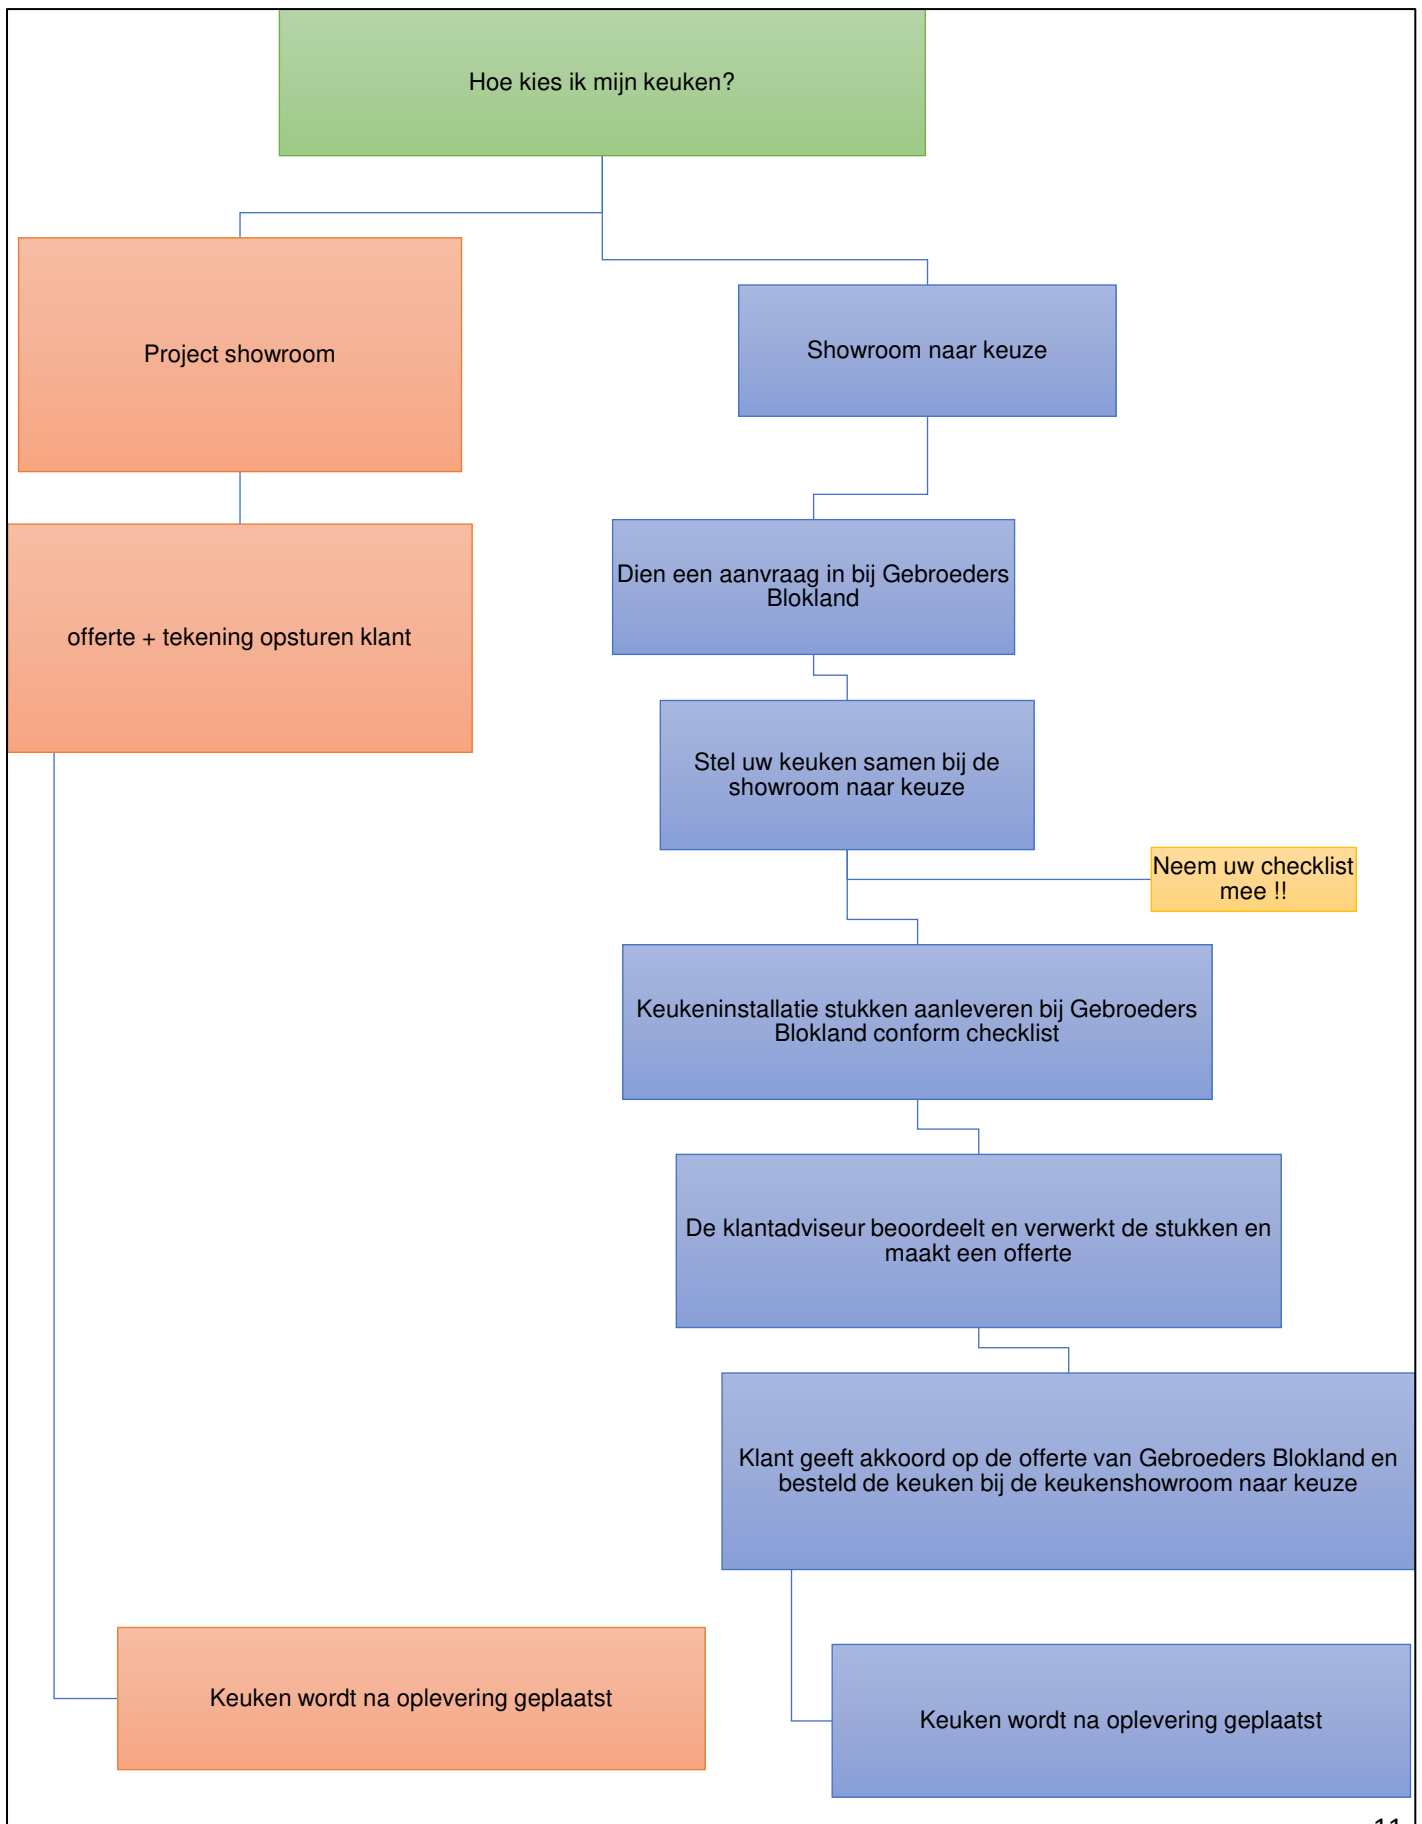 Hoe kies ik mijn keuken?
Project showroom
Showroom naar keuze
offerte + tekening opsturen klant
Dien een aanvraag in bij Gebroeders
Blokland
Stel uw keuken samen bij de
showroom naar keuze
Neem uw checklist
mee !!
Keukeninstallatie stukken aanleveren bij Gebroeders
Blokland conform checklist
De klantadviseur beoordeelt en verwerkt de stukken en
maakt een offerte
Klant geeft akkoord op de offerte van Gebroeders Blokland en
besteld de keuken bij de keukenshowroom naar keuze
Keuken wordt na oplevering geplaatst
Keuken wordt na oplevering geplaatst
11